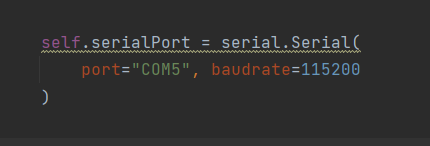 self.serialPort = serial.Serial(
port="COM5", baudrate=115200
)